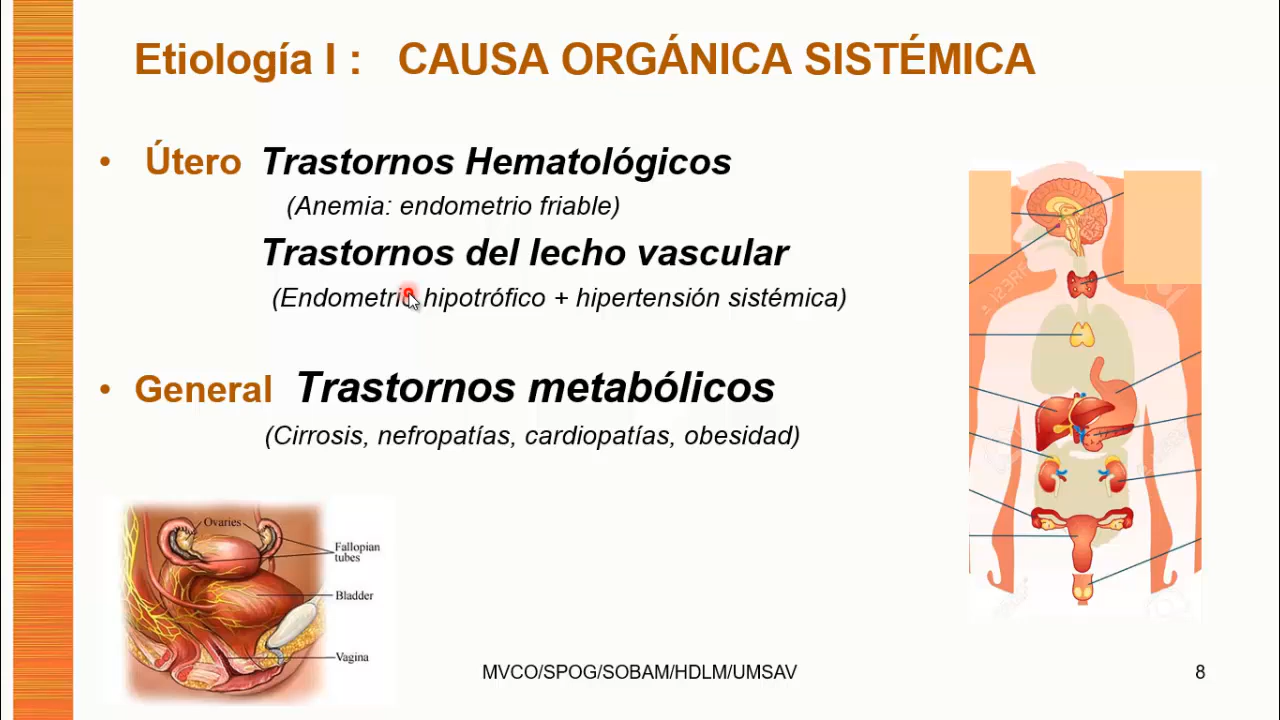 Etiología I : CAUSA ORGÁNICA SISTÉMICA
• Útero Trastornos Hematológicos
(Anemia: endometrio friable)
Trastornos del lecho vascular
(Endometrio hipotrófico + hipertensión sistémica)
• General Trastornos metabólicos
(Cirrosis, nefropatías, cardiopatías, obesidad)
Ovaries
Fallopian
tubes
Bladder
Vagina
MVCO/SPOG/SOBAM/HDLM/UMSAV
8